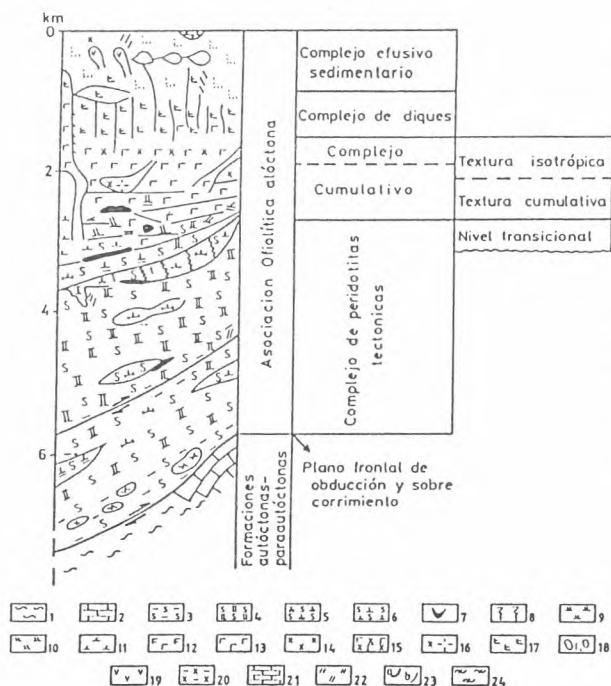 km
0
2
4
6
Asociacion Ofiolítica alóctona
Formaciones
autóctonas-
paraautóctonas
Complejo efusivo
sedimentario
Complejo de diques
Complejo
Cumulativo
Complejo de peridotitas
tectonicas
Textura isotrópica
Textura cumulativa
Nivel transicional
Plano frontal de
obducción y sobre
corrimiento
1 2 3 4 5 6 7 8 9
10 11 12 13 14 15 16 17 18
19 20 21 22 23 24